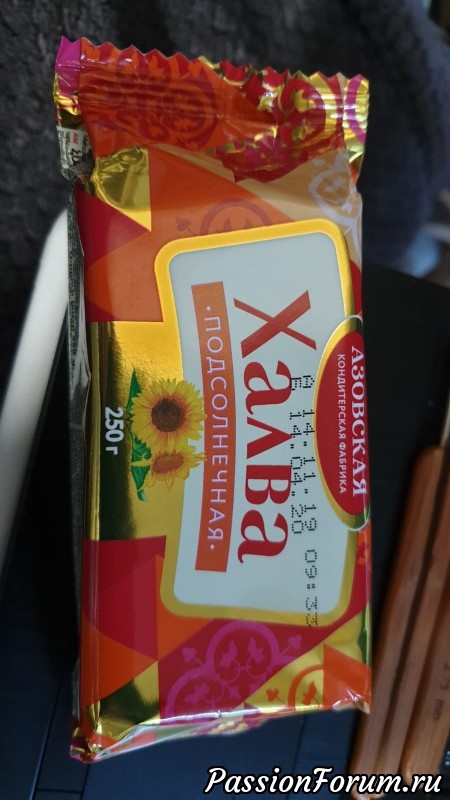 АЗОВСКАЯ
КОНДИТЕРСКАЯ ФАБРИКА
Халва
А 14.11.19 09:33
Е 14.04.20
·ПОДСОЛНЕЧНАЯ·
250 г
PassionForum.ru